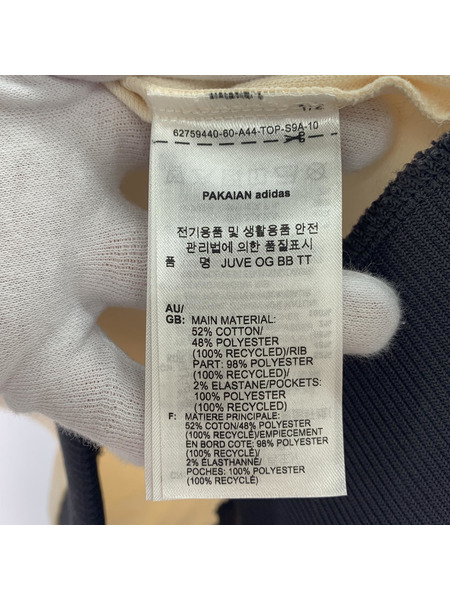 62759440-60-A44-TOP-S9A-10
PAKAIAN adidas
전기용품 및 생활용품 안전
관리법에 의한 품질표시
품 명 JUVE OG BB TT
AU/
GB: MAIN MATERIAL:
52% COTTON/
48% POLYESTER
(100% RECYCLED)/RIB
PART: 98% POLYESTER
(100% RECYCLED)/
2% ELASTANE/POCKETS:
100% POLYESTER
(100% RECYCLED)
F: MATIERE PRINCIPALE:
52% COTON/48% POLYESTER
(100% RECYCLE)/EMPIECEMENT
EN BORD COTE: 98% POLYESTER
(100% RECYCLE)/
2% ÉLASTHANNE/
POCHES: 100% POLYESTER
(100% RECYCLE)